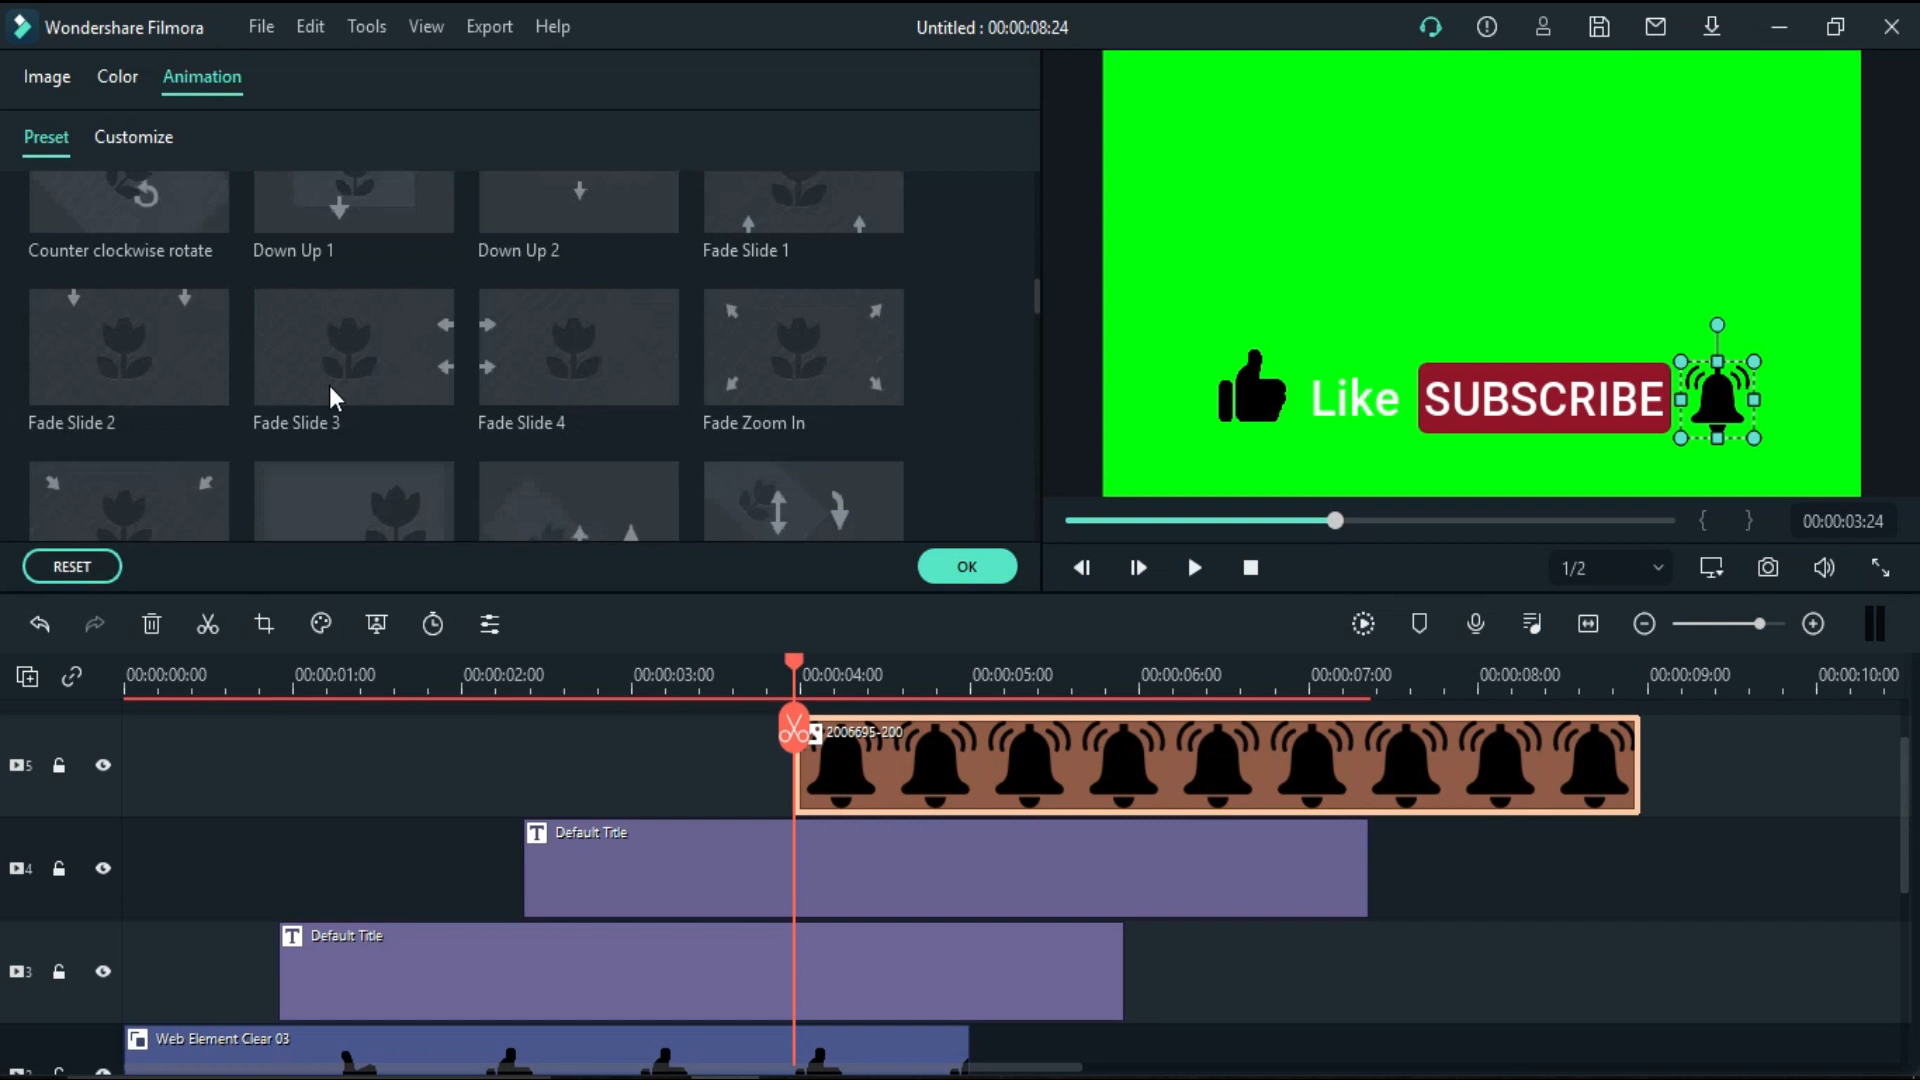 Wondershare Filmora File Edit Tools View Export Help Untitled : 00:00:08:24
Image Color Animation
Preset Customize
Counter clockwise rotate Down Up 1 Down Up 2 Fade Slide 1
Fade Slide 2 Fade Slide 3 Fade Slide 4 Fade Zoom In
Like SUBSCRIBE
00:00:03:24
RESET OK
1/2
00:00:00:00 00:00:01:00 00:00:02:00 00:00:03:00 00:00:04:00 00:00:05:00 00:00:06:00 00:00:07:00 00:00:08:00 00:00:09:00 00:00:10:00
5 2006695-200
4 T Default Title
3 T Default Title
Web Element Clear 03